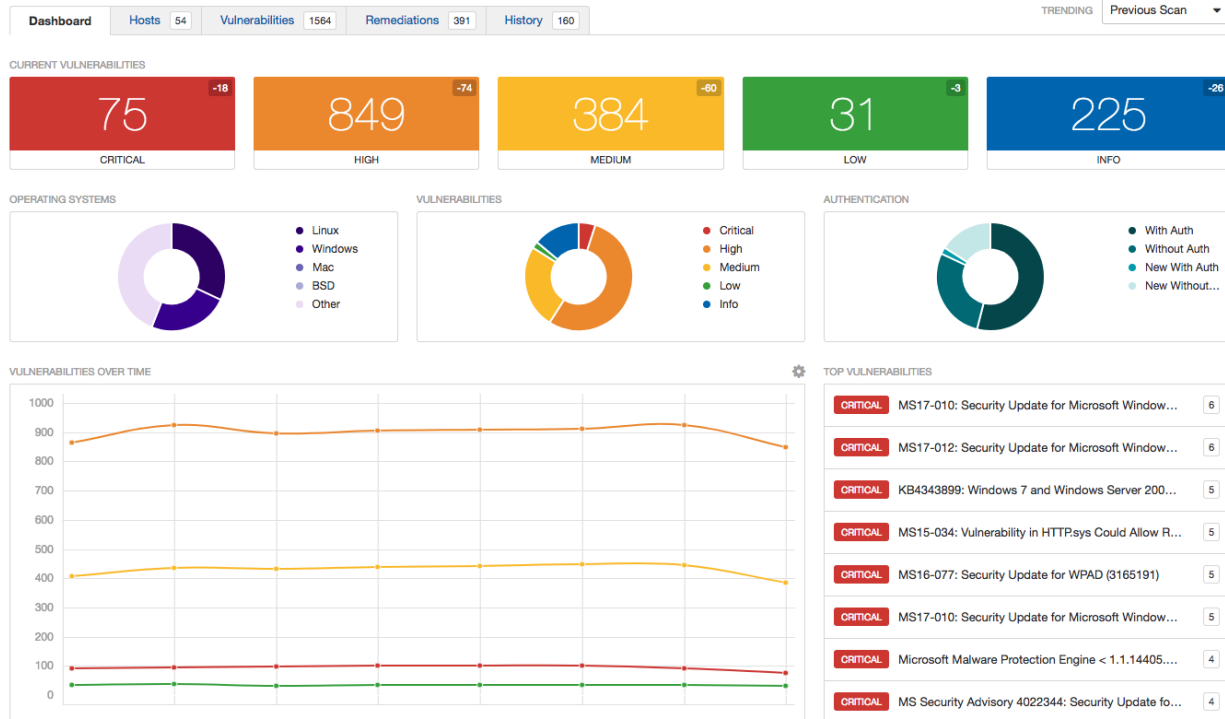 Dashboard Hosts 54 Vulnerabilities 1564 Remediations 391 History 160 TRENDING Previous Scan
CURRENT VULNERABILITIES
75 -18
CRITICAL
849 -74
HIGH
384 -60
MEDIUM
31 -3
LOW
225 -26
INFO
OPERATING SYSTEMS
Linux
Windows
Mac
BSD
Other
VULNERABILITIES
Critical
High
Medium
Low
Info
AUTHENTICATION
With Auth
Without Auth
New With Auth
New Without...
VULNERABILITIES OVER TIME
1000
900
800
700
600
500
400
300
200
100
0
TOP VULNERABILITIES
CRITICAL MS17-010: Security Update for Microsoft Window... 6
CRITICAL MS17-012: Security Update for Microsoft Window... 6
CRITICAL KB4343899: Windows 7 and Windows Server 200... 5
CRITICAL MS15-034: Vulnerability in HTTP.sys Could Allow R... 5
CRITICAL MS16-077: Security Update for WPAD (3165191) 5
CRITICAL MS17-010: Security Update for Microsoft Window... 5
CRITICAL Microsoft Malware Protection Engine < 1.1.14405.... 4
CRITICAL MS Security Advisory 4022344: Security Update fo... 4